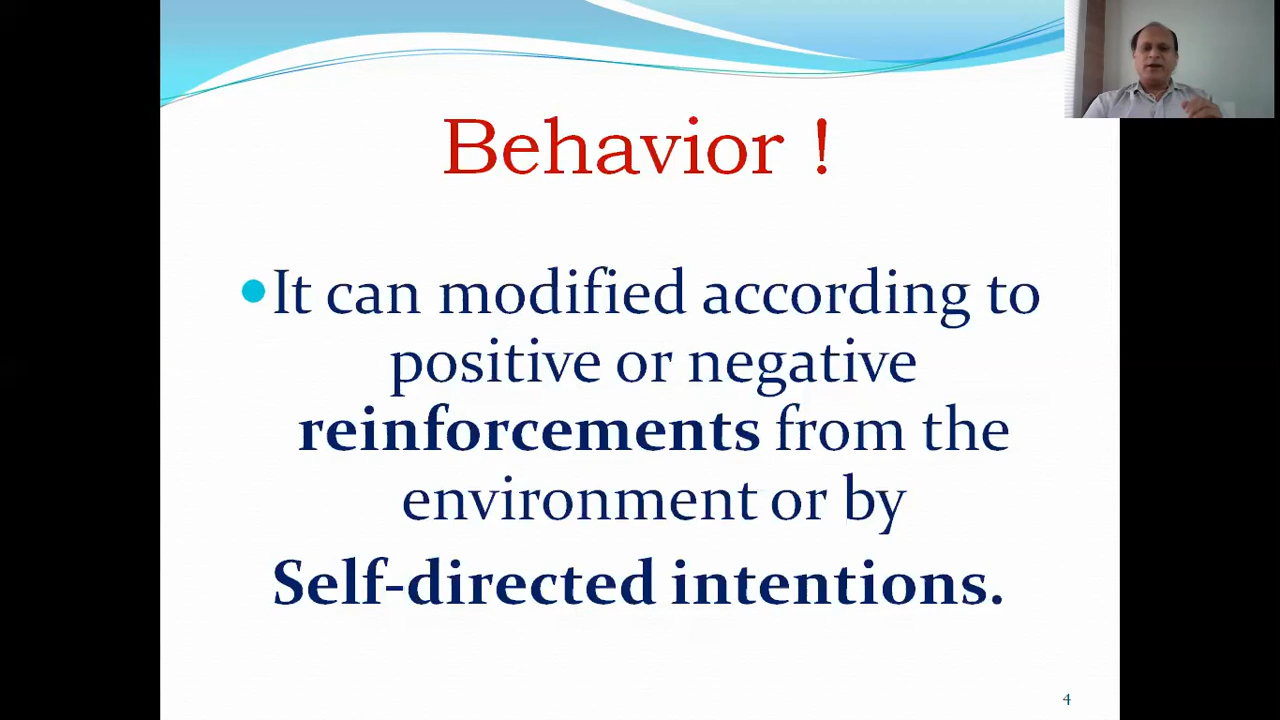 Behavior !
•It can modified according to
positive or negative
reinforcements from the
environment or by
Self-directed intentions.
4